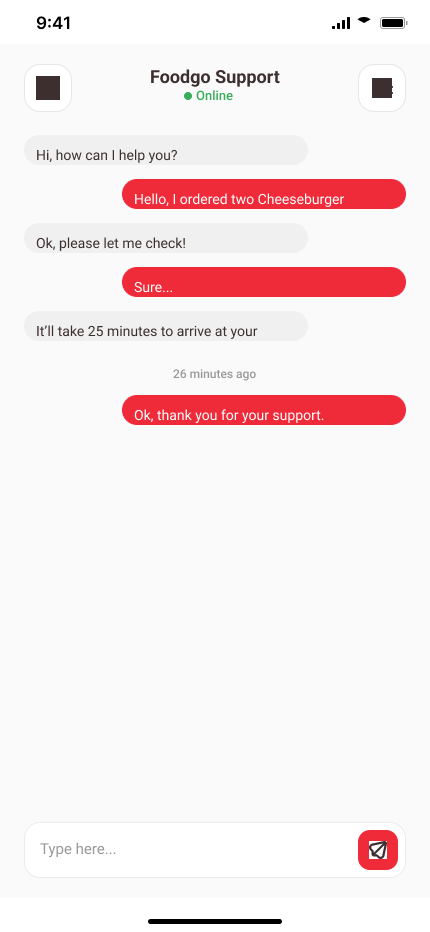 9:41
Foodgo Support
Online
Hi, how can I help you?
Hello, I ordered two Cheeseburger
Ok, please let me check!
Sure...
It’ll take 25 minutes to arrive at your
26 minutes ago
Ok, thank you for your support.
Type here...